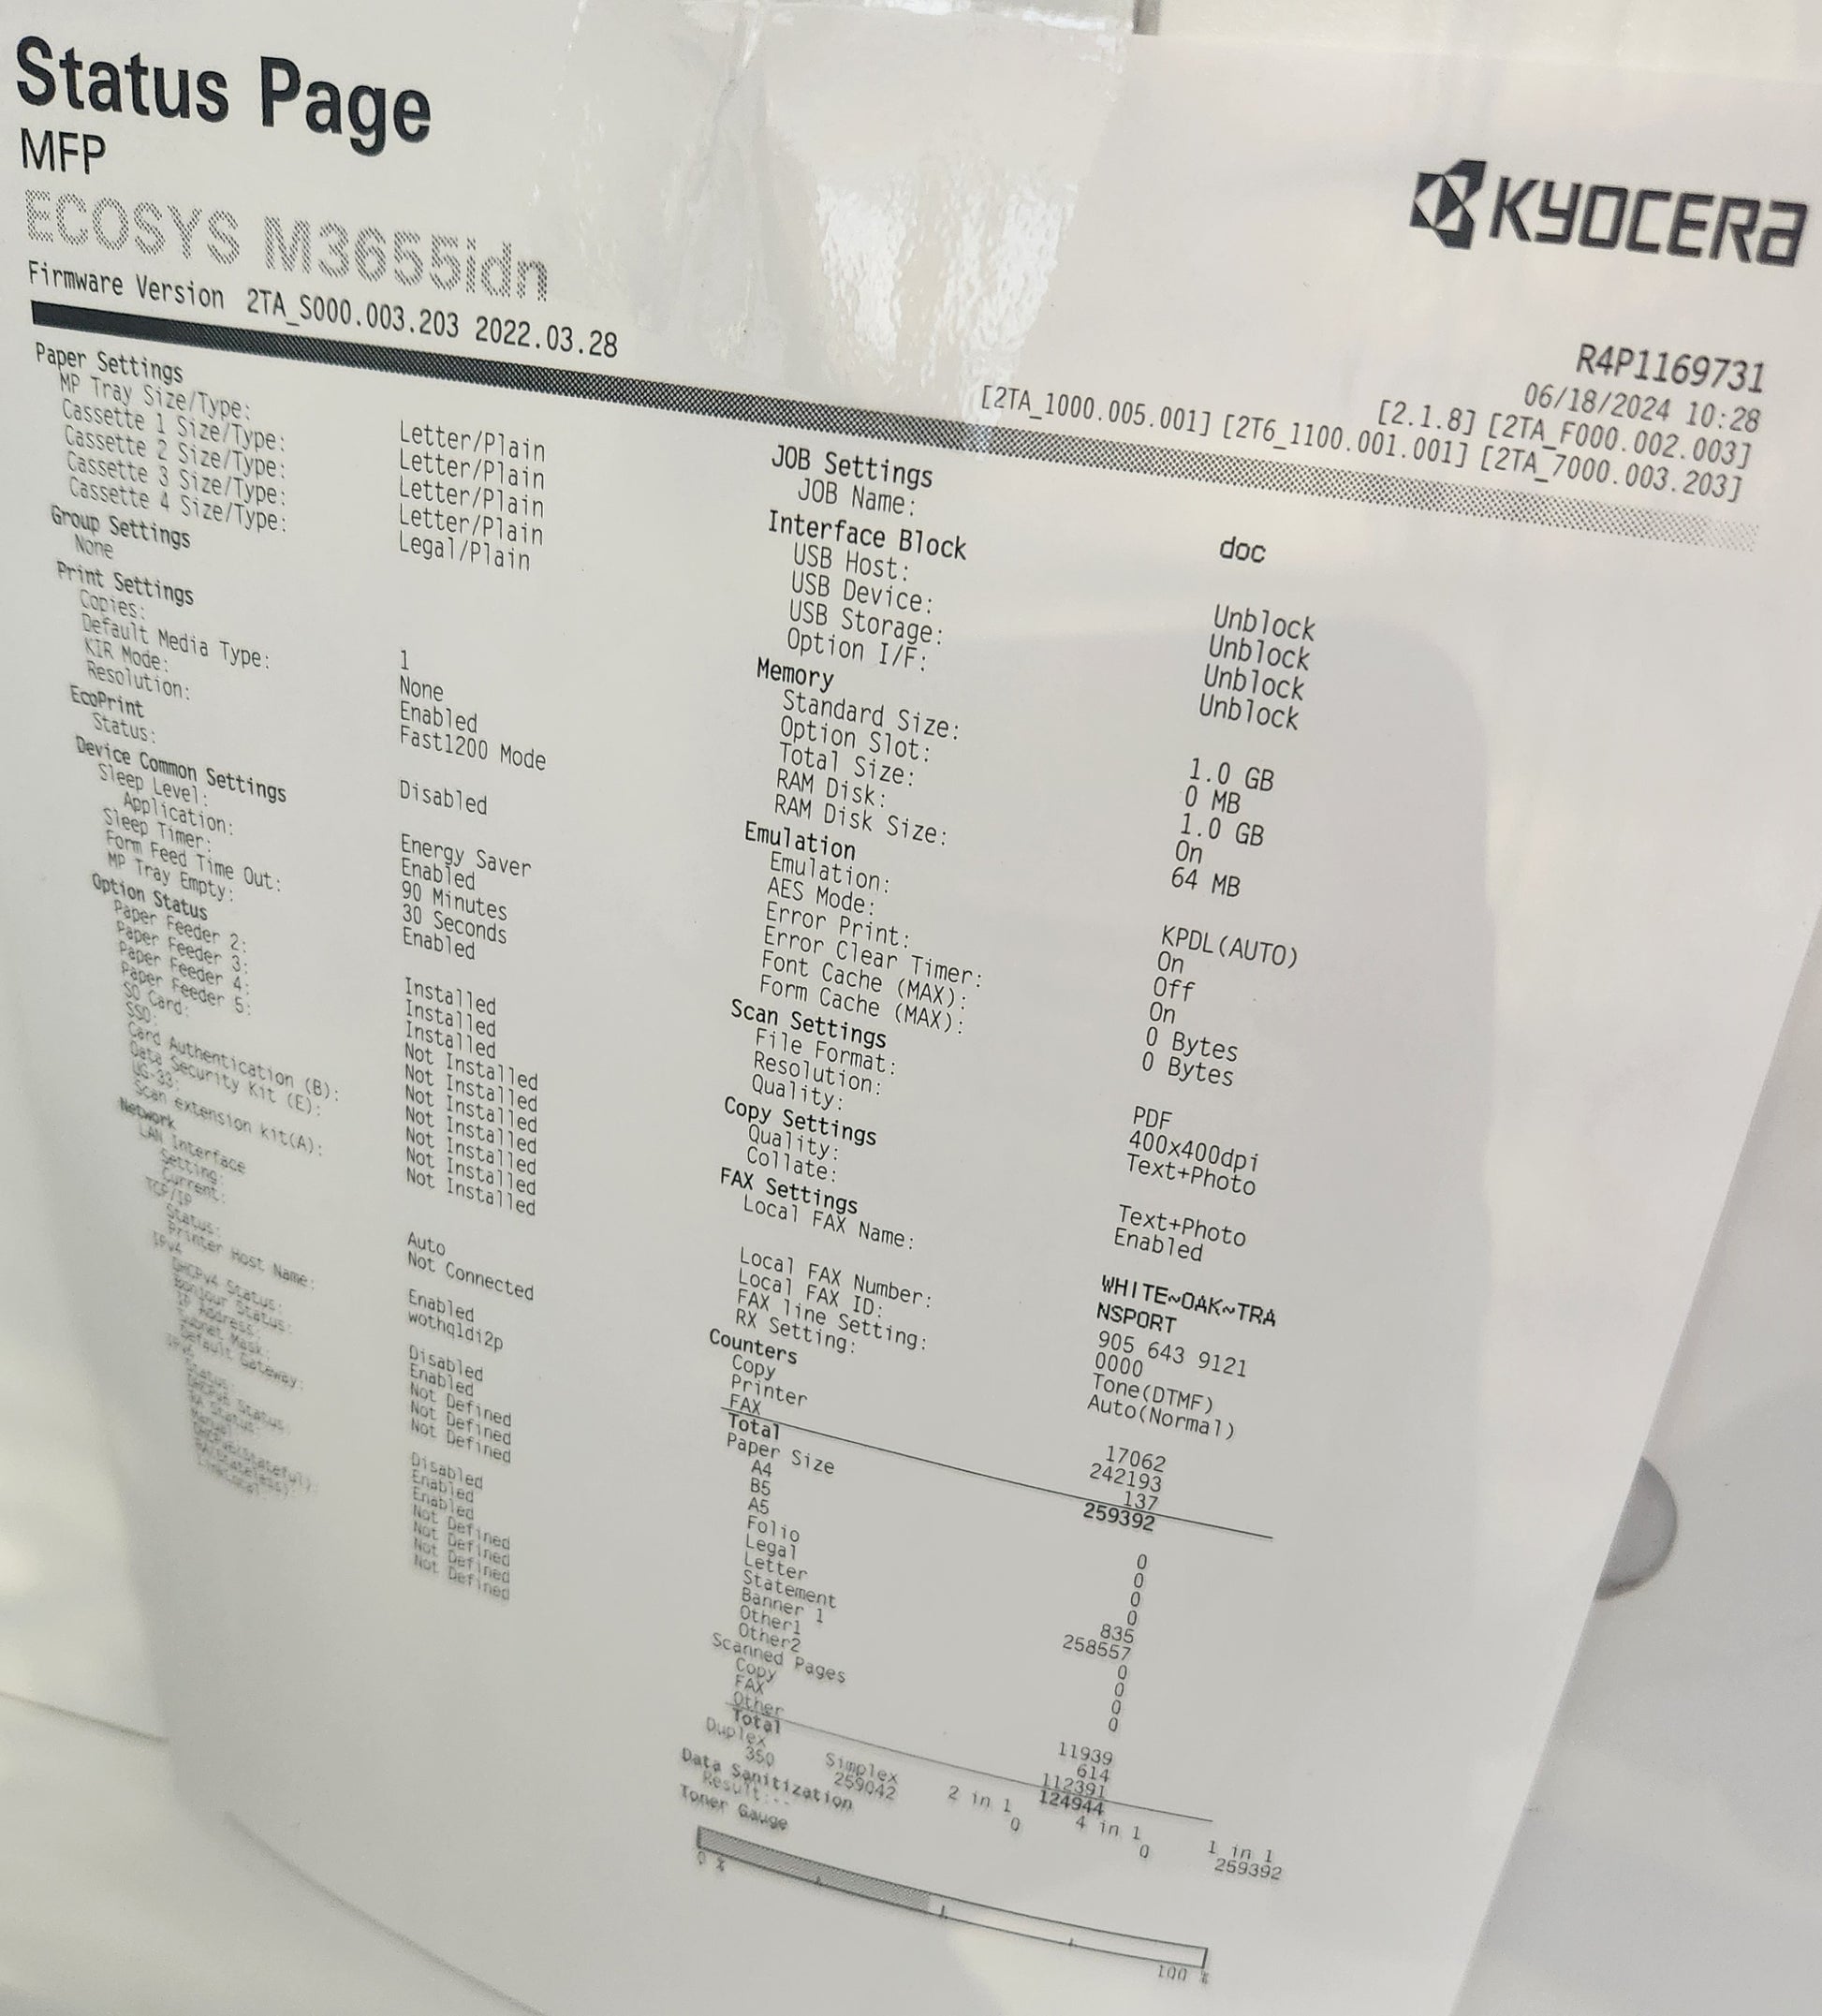 Status Page
MFP
ECOSYS M3655idn
KYOCERA
Firmware Version 2TA_S000.003.203 2022.03.28
R4P1169731
06/18/2024 10:28
[2.1.8] [2TA_F000.002.003]
[2TA_1000.005.001] [2T6_1100.001.001] [2TA_7000.003.203]
Paper Settings
MP Tray Size/Type: Letter/Plain
Cassette 1 Size/Type: Letter/Plain
Cassette 2 Size/Type: Letter/Plain
Cassette 3 Size/Type: Letter/Plain
Cassette 4 Size/Type: Legal/Plain
Group Settings
None
Print Settings
Copies: 1
Default Media Type: None
KIR Mode: Enabled
Resolution: Fast1200 Mode
EcoPrint
Status: Disabled
Device Common Settings
Sleep Level: Energy Saver
Application: Enabled
Sleep Timer: 90 Minutes
Form Feed Time Out: 30 Seconds
MP Tray Empty: Enabled
Option Status
Paper Feeder 2: Installed
Paper Feeder 3: Installed
Paper Feeder 4: Installed
Paper Feeder 5: Not Installed
SD Card: Not Installed
SSD: Not Installed
Card Authentication (B): Not Installed
Data Security Kit (E): Not Installed
UG-33: Not Installed
Scan extension kit(A): Not Installed
Network
LAN Interface
Setting: Auto
Current: Not Connected
TCP/IP
Status: Enabled
Printer Host Name: wothqldi2p
IPv4
DHCPv4 Status: Disabled
Bonjour Status: Enabled
IP Address: Not Defined
Subnet Mask: Not Defined
Default Gateway: Not Defined
IPv6
Status: Disabled
DHCPv6 Status: Enabled
RA Status: Enabled
Manual: Not Defined
DHCPv6(Stateful): Not Defined
RA(Stateless): Not Defined
LinkLocal: Not Defined
JOB Settings
JOB Name: doc
Interface Block
USB Host: Unblock
USB Device: Unblock
USB Storage: Unblock
Option I/F: Unblock
Memory
Standard Size: 1.0 GB
Option Slot: 0 MB
Total Size: 1.0 GB
RAM Disk: On
RAM Disk Size: 64 MB
Emulation
Emulation: KPDL(AUTO)
AES Mode: On
Error Print: Off
Error Clear Timer: On
Font Cache (MAX): 0 Bytes
Form Cache (MAX): 0 Bytes
Scan Settings
File Format: PDF
Resolution: 400x400dpi
Quality: Text+Photo
Copy Settings
Quality: Text+Photo
Collate: Enabled
FAX Settings
Local FAX Name: WHITE~OAK~TRA
NSPORT
Local FAX Number: 905 643 9121
Local FAX ID: 0000
FAX line Setting: Tone(DTMF)
RX Setting: Auto(Normal)
Counters
Copy 17062
Printer 242193
FAX 137
Total 259392
Paper Size
A4 0
B5 0
A5 0
Folio 0
Legal 835
Letter 258557
Statement 0
Banner 1 0
Other1 0
Other2 0
Scanned Pages
Copy 11939
FAX 614
Other 112391
Total 124944
Duplex Simplex 2 in 1 4 in 1 1 in 1
350 259042 0 0 259392
Data Sanitization
Result:--
Toner Gauge
0 % 100 %